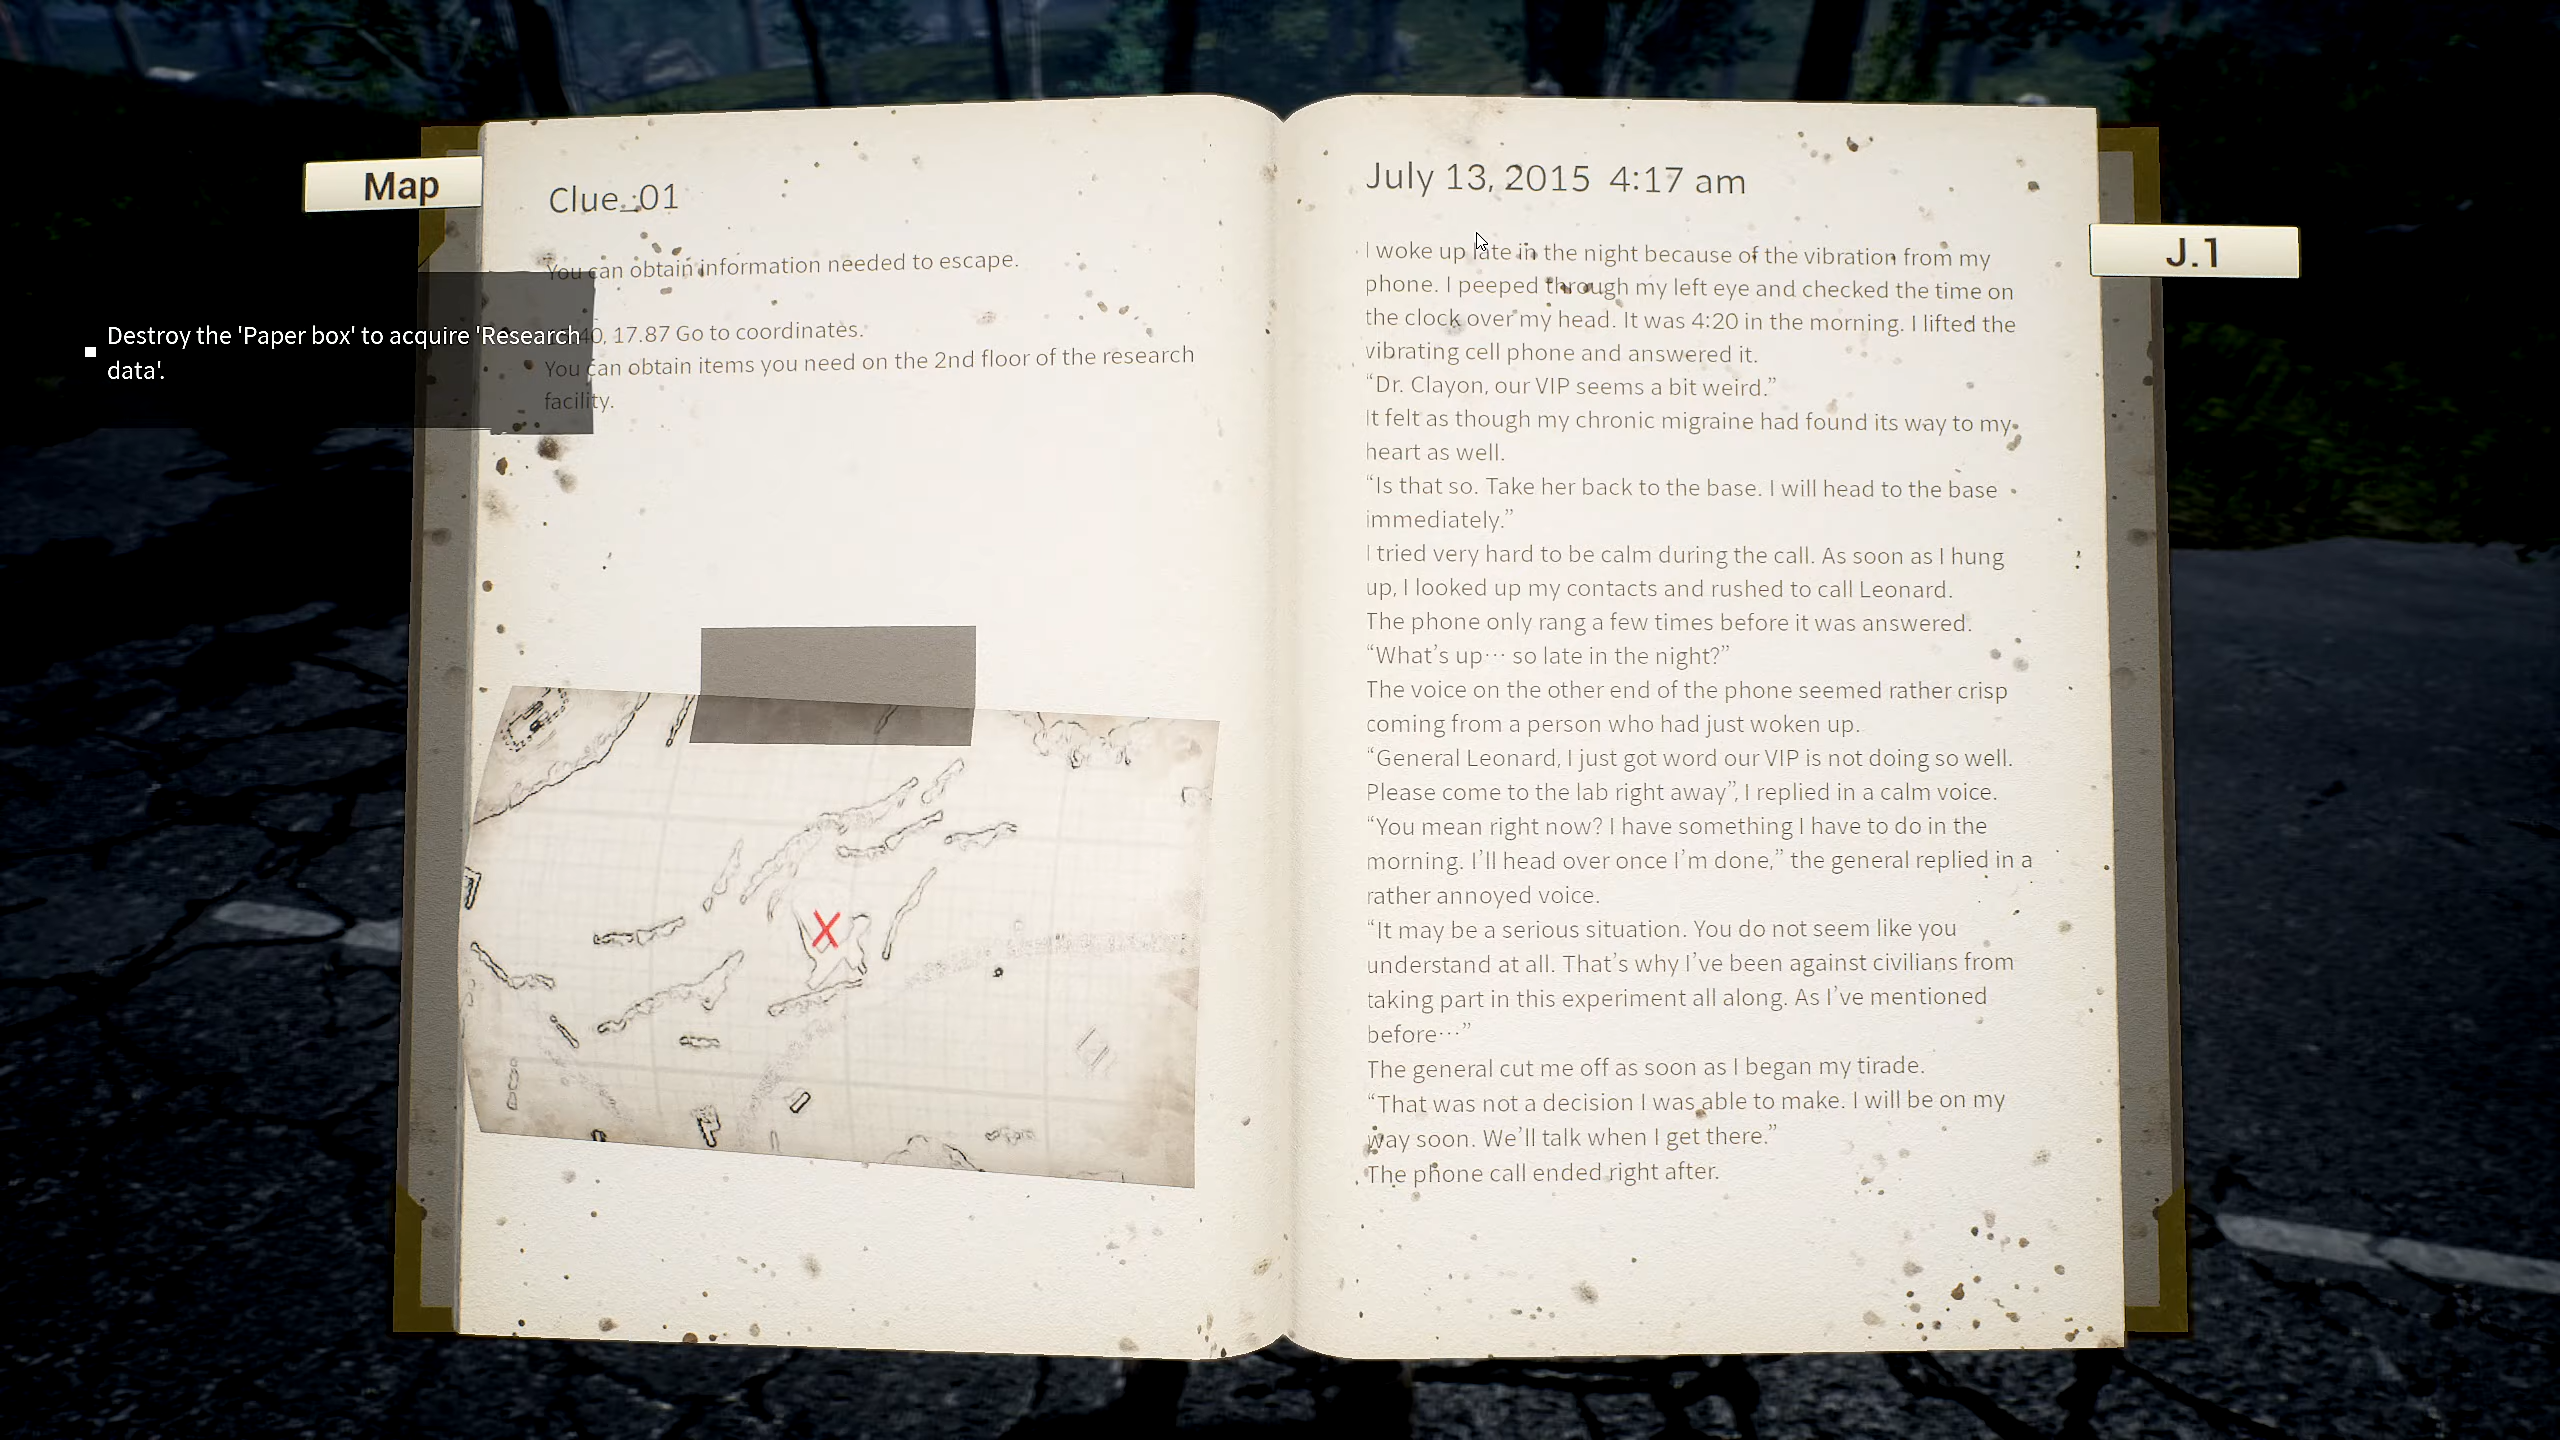 Map
Clue_01
You can obtain information needed to escape.
0, 17.87 Go to coordinates.
You can obtain items you need on the 2nd floor of the research
facility.
Destroy the 'Paper box' to acquire 'Research
data'.
July 13, 2015 4:17 am
J.1
I woke up late in the night because of the vibration from my
phone. I peeped through my left eye and checked the time on
the clock over my head. It was 4:20 in the morning. I lifted the
vibrating cell phone and answered it.
“Dr. Clayon, our VIP seems a bit weird.”
It felt as though my chronic migraine had found its way to my
heart as well.
“Is that so. Take her back to the base. I will head to the base
immediately.”
I tried very hard to be calm during the call. As soon as I hung
up, I looked up my contacts and rushed to call Leonard.
The phone only rang a few times before it was answered.
“What’s up··· so late in the night?”
The voice on the other end of the phone seemed rather crisp
coming from a person who had just woken up.
“General Leonard, I just got word our VIP is not doing so well.
Please come to the lab right away”, I replied in a calm voice.
“You mean right now? I have something I have to do in the
morning. I’ll head over once I’m done,” the general replied in a
rather annoyed voice.
“It may be a serious situation. You do not seem like you
understand at all. That’s why I’ve been against civilians from
taking part in this experiment all along. As I’ve mentioned
before···”
The general cut me off as soon as I began my tirade.
“That was not a decision I was able to make. I will be on my
way soon. We’ll talk when I get there.”
The phone call ended right after.